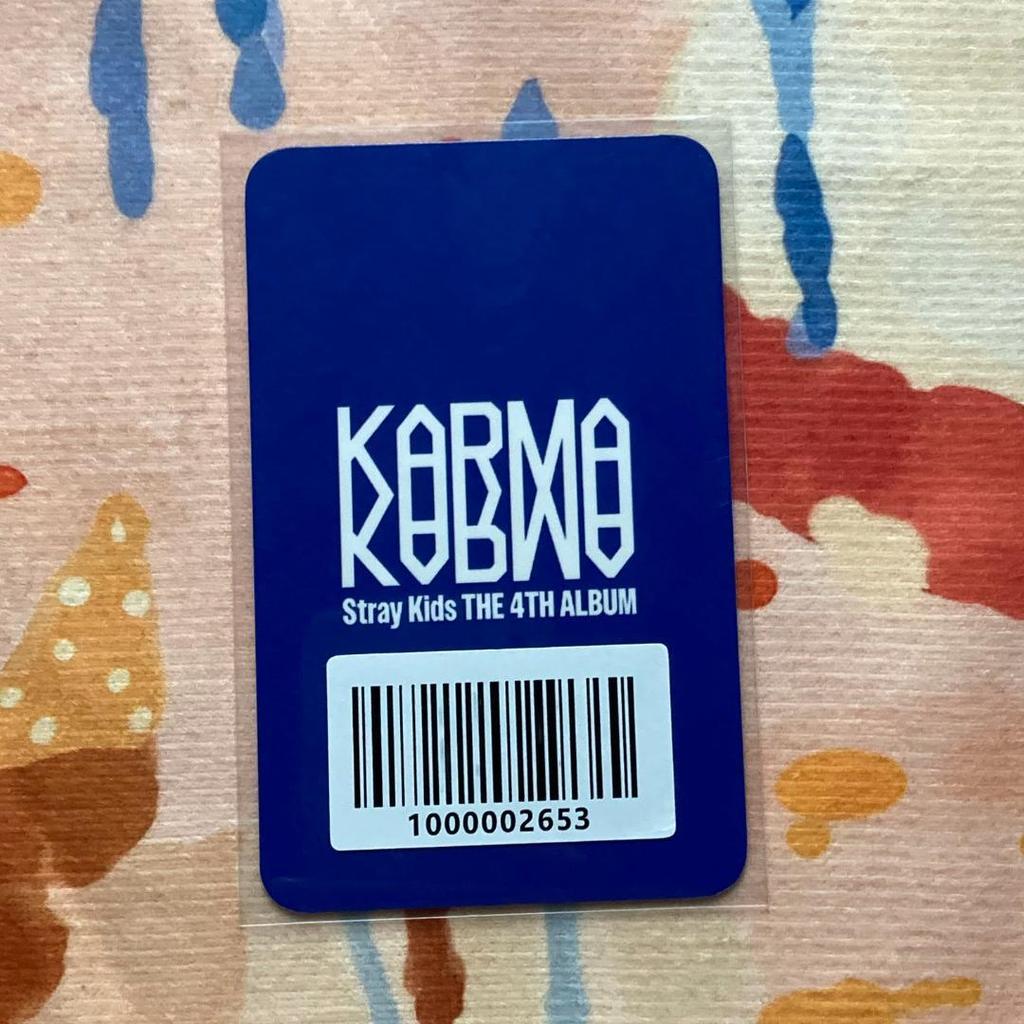 KARMA
Stray Kids THE 4TH ALBUM
1000002653